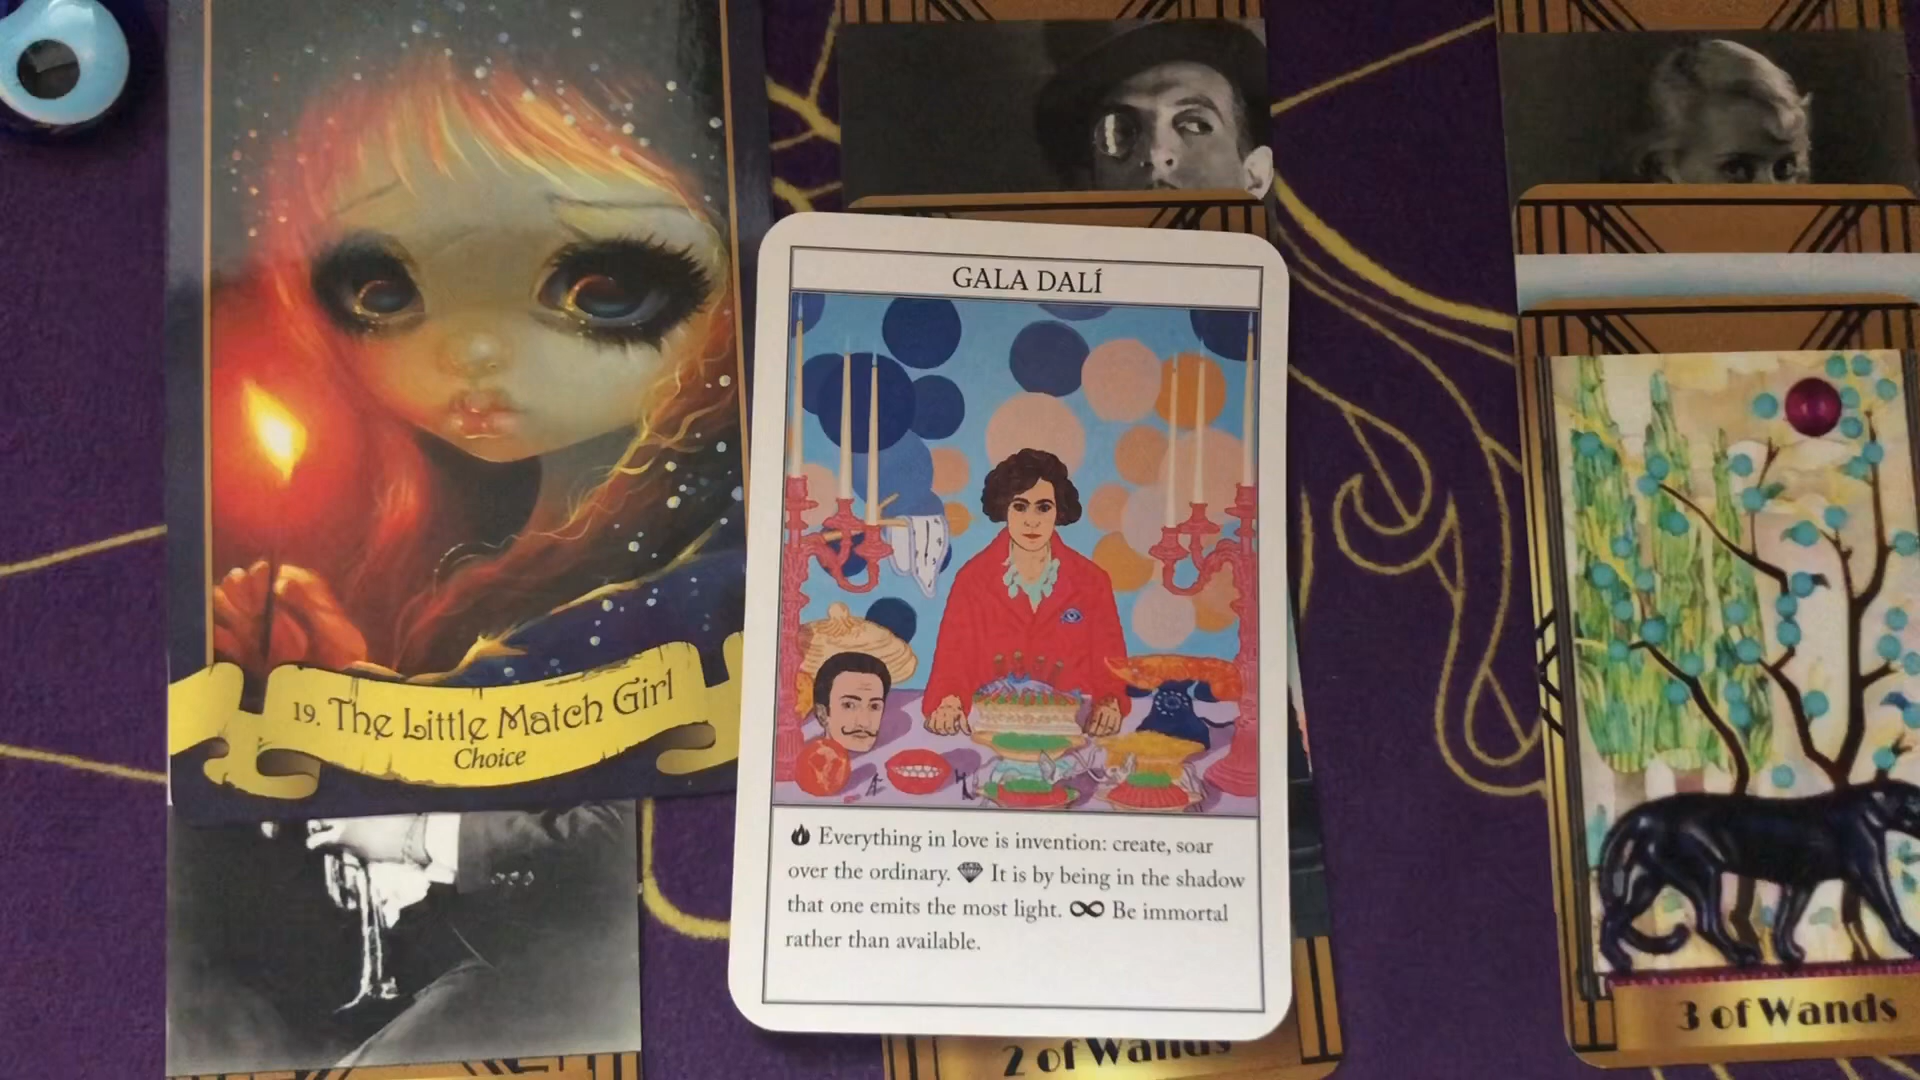 19. The Little Match Girl
Choice
GALA DALÍ
Everything in love is invention: create, soar
over the ordinary. It is by being in the shadow
that one emits the most light. Be immortal
rather than available.
2 of Wands
3 of Wands